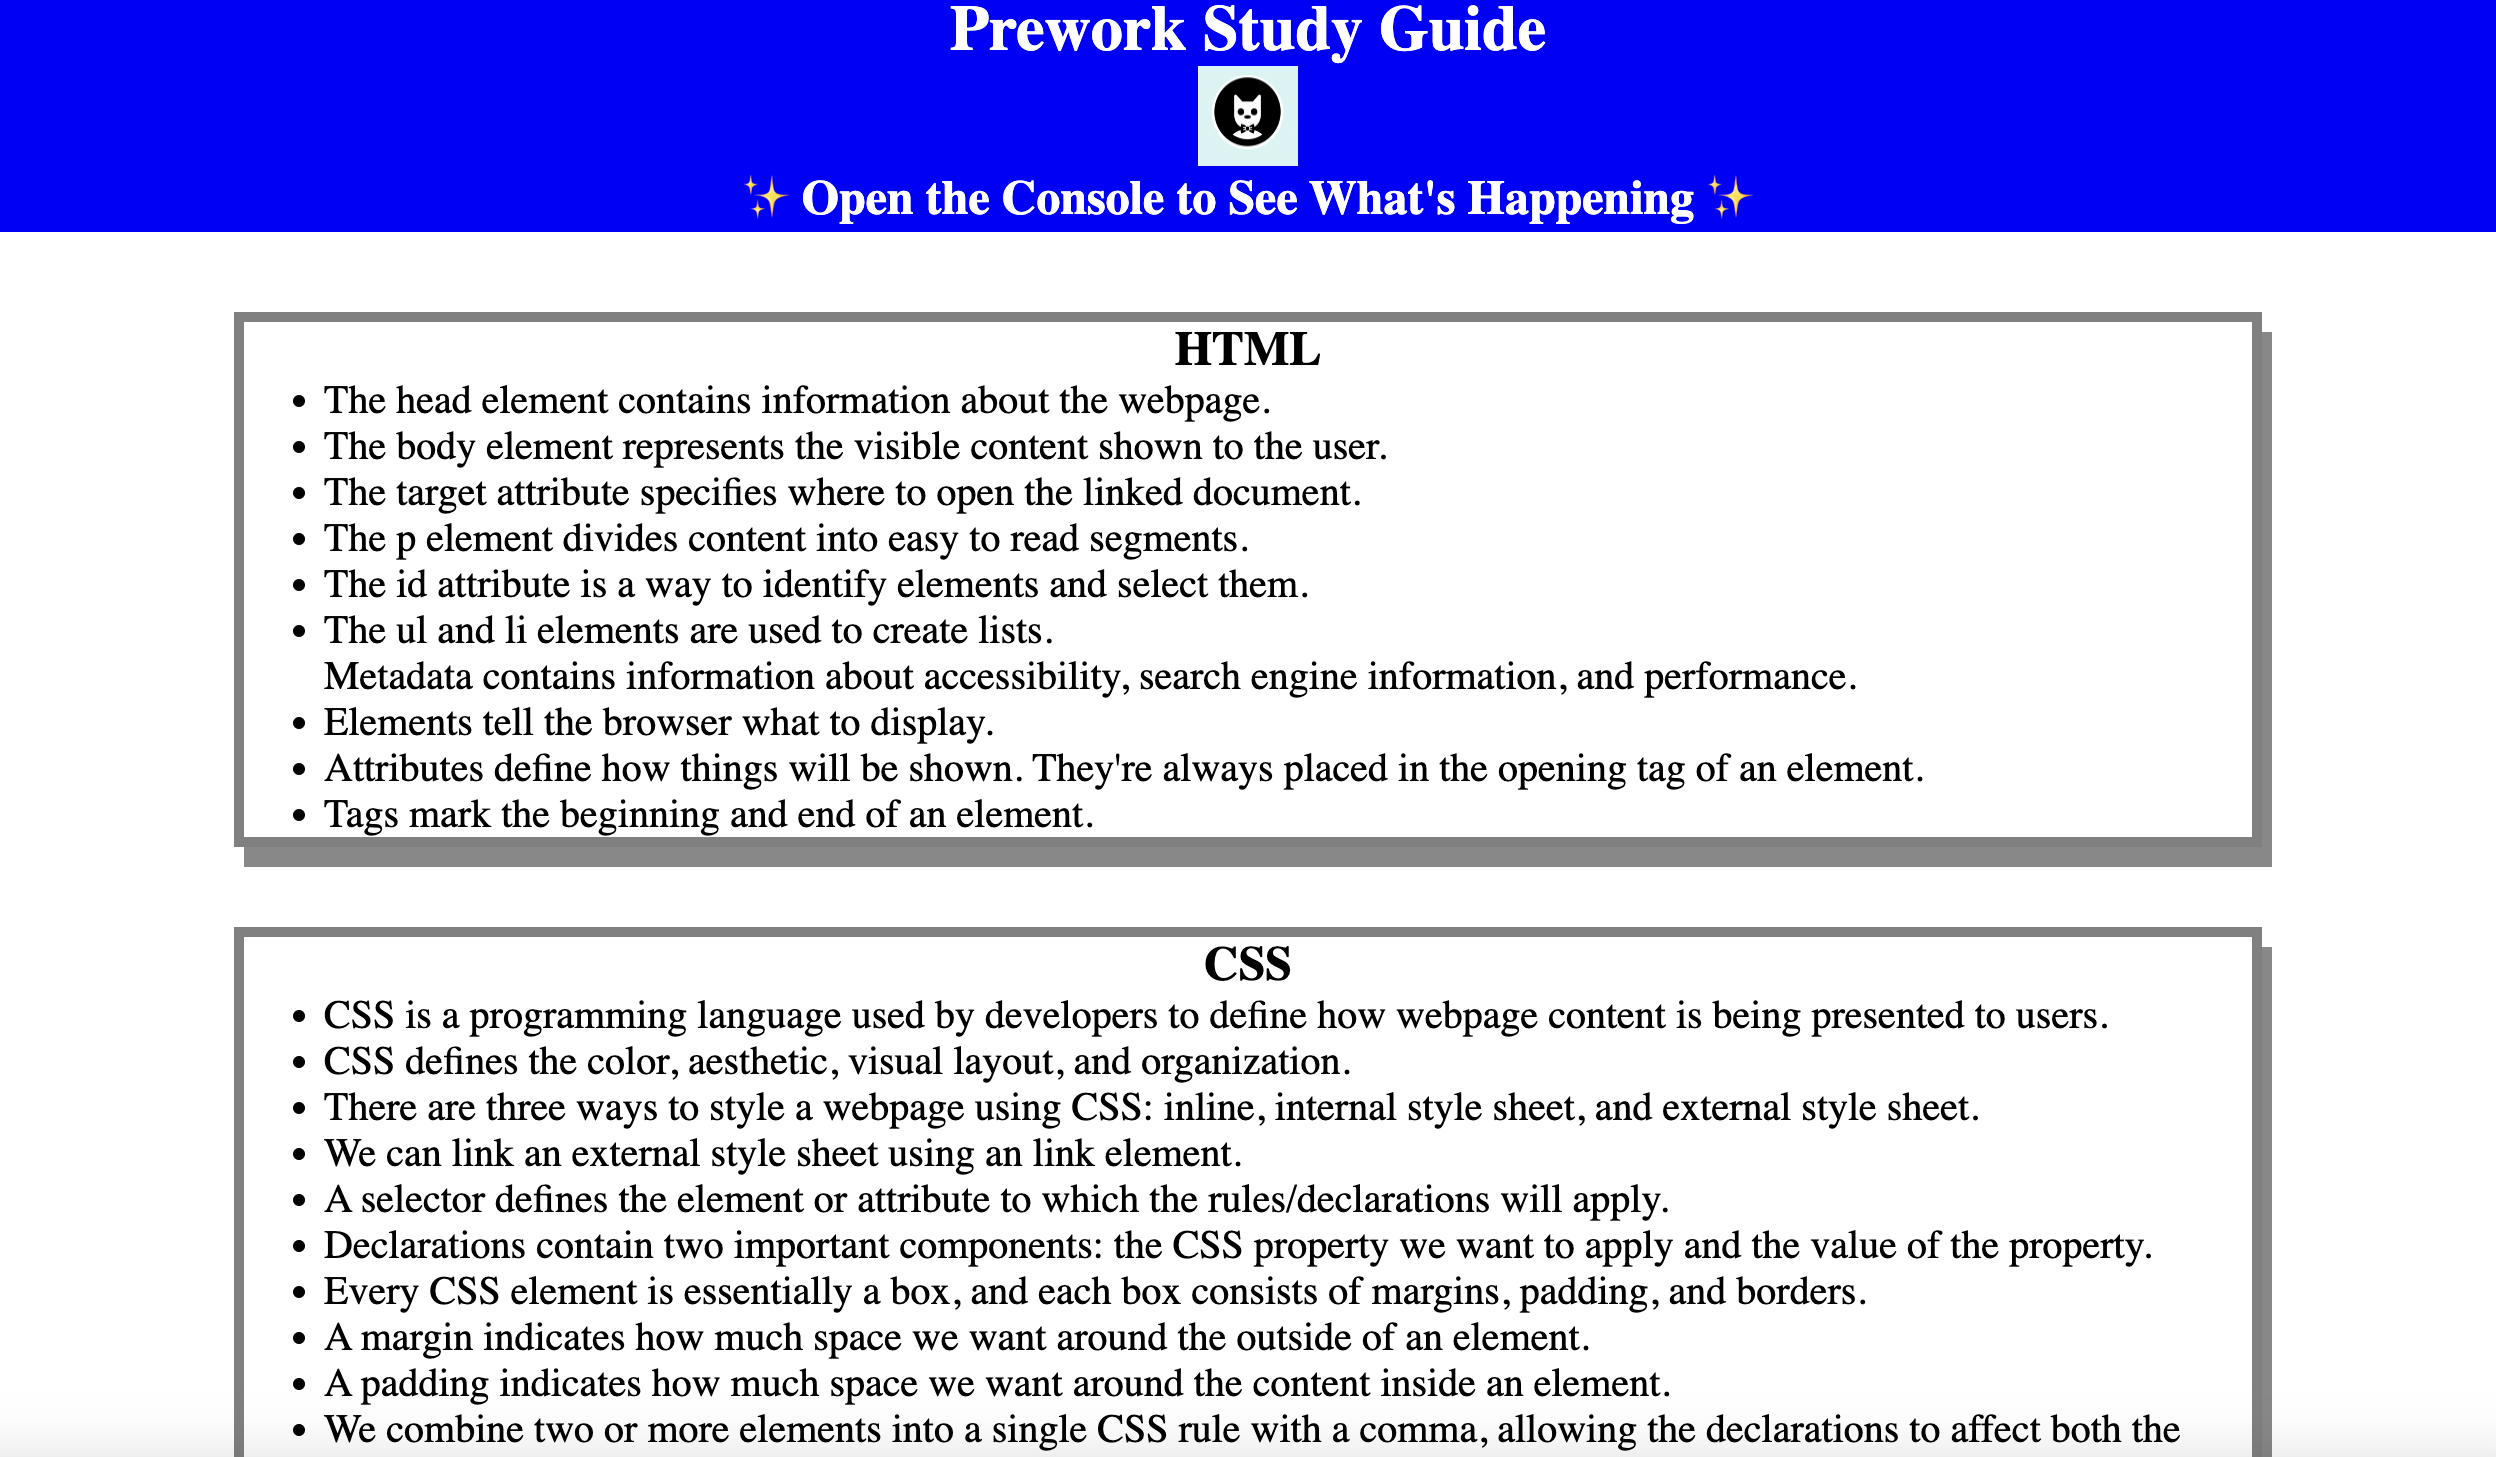 Prework Study Guide
✨ Open the Console to See What's Happening ✨
HTML
• The head element contains information about the webpage.
• The body element represents the visible content shown to the user.
• The target attribute specifies where to open the linked document.
• The p element divides content into easy to read segments.
• The id attribute is a way to identify elements and select them.
• The ul and li elements are used to create lists.
Metadata contains information about accessibility, search engine information, and performance.
• Elements tell the browser what to display.
• Attributes define how things will be shown. They're always placed in the opening tag of an element.
• Tags mark the beginning and end of an element.
CSS
• CSS is a programming language used by developers to define how webpage content is being presented to users.
• CSS defines the color, aesthetic, visual layout, and organization.
• There are three ways to style a webpage using CSS: inline, internal style sheet, and external style sheet.
• We can link an external style sheet using an link element.
• A selector defines the element or attribute to which the rules/declarations will apply.
• Declarations contain two important components: the CSS property we want to apply and the value of the property.
• Every CSS element is essentially a box, and each box consists of margins, padding, and borders.
• A margin indicates how much space we want around the outside of an element.
• A padding indicates how much space we want around the content inside an element.
• We combine two or more elements into a single CSS rule with a comma, allowing the declarations to affect both the